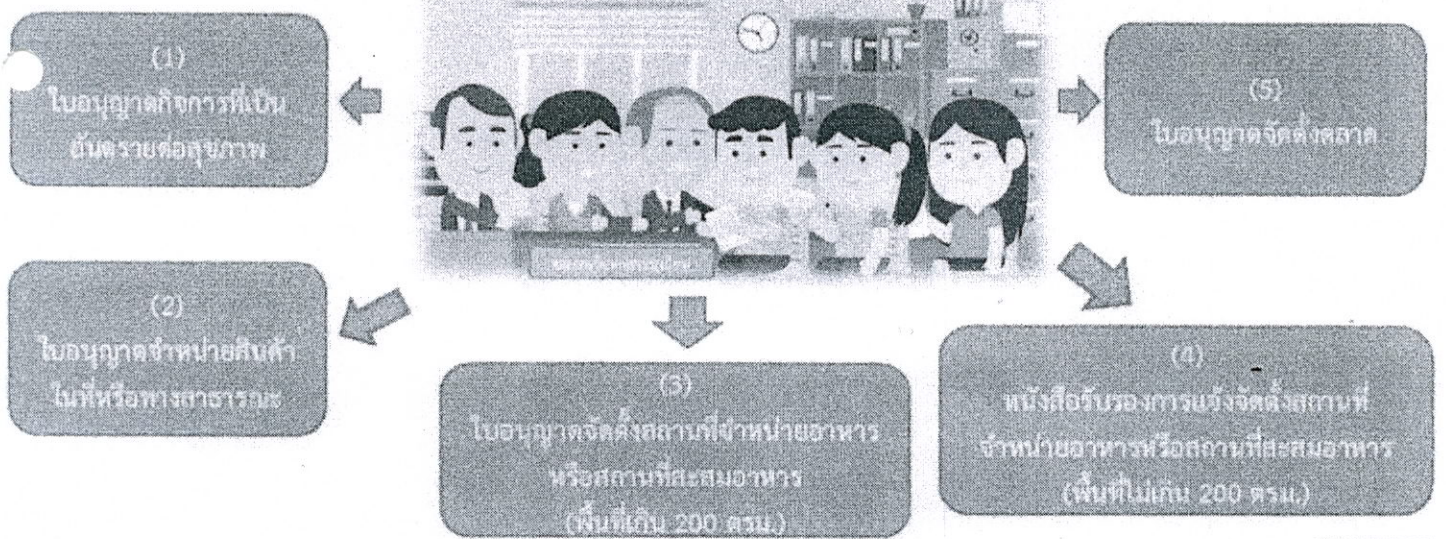 (1)
ใบอนุญาตกิจการที่เป็น
อันตรายต่อสุขภาพ
(2)
ใบอนุญาตจำหน่ายสินค้า
ในที่หรือทางสาธารณะ
(3)
ใบอนุญาตจัดตั้งสถานที่จำหน่ายอาหาร
หรือสถานที่สะสมอาหาร
(พื้นที่เกิน 200 ตรม.)
(4)
หนังสือรับรองการแจ้งจัดตั้งสถานที่
จำหน่ายอาหารหรือสถานที่สะสมอาหาร
(พื้นที่ไม่เกิน 200 ตรม.)
(5)
ใบอนุญาตจัดตั้งตลาด